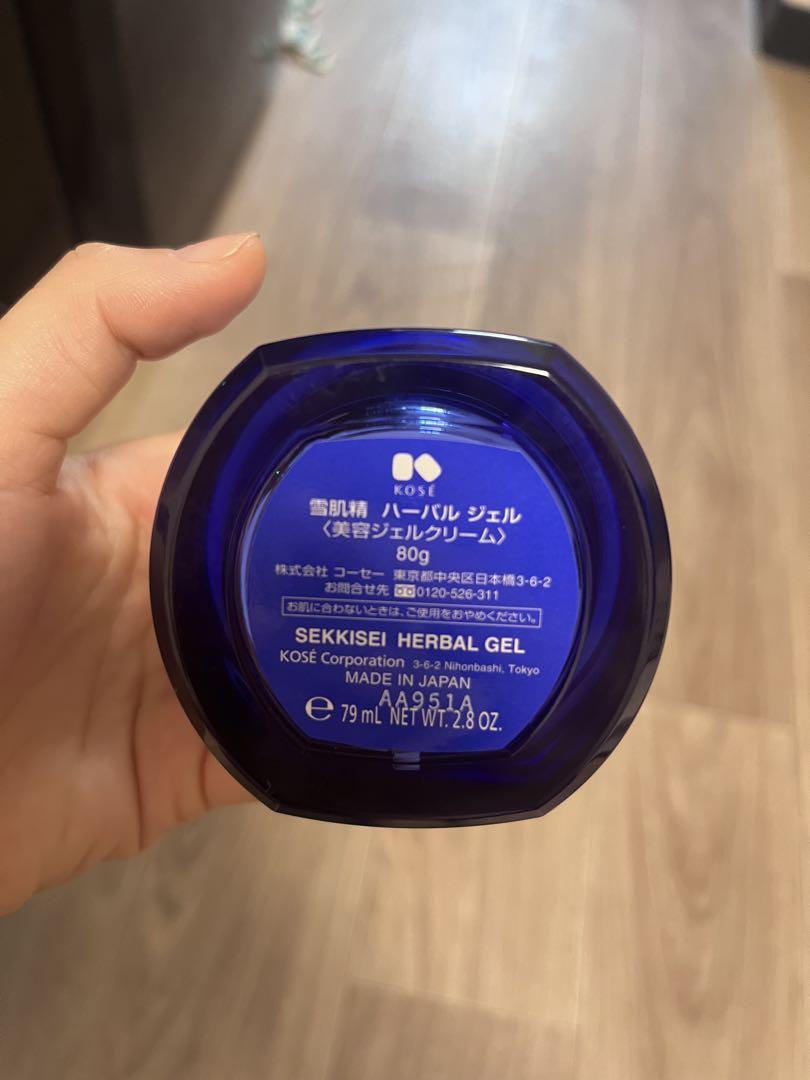 KOSÉ
雪肌精 ハーバル ジェル
〈美容ジェルクリーム〉
80g
株式会社 コーセー 東京都中央区日本橋3-6-2
お問合せ先 0120-526-311
お肌に合わないときは、ご使用をおやめください。
SEKKISEI HERBAL GEL
KOSÉ Corporation 3-6-2 Nihonbashi, Tokyo
MADE IN JAPAN
AA951A
℮ 79 mL NET WT. 2.8 OZ.